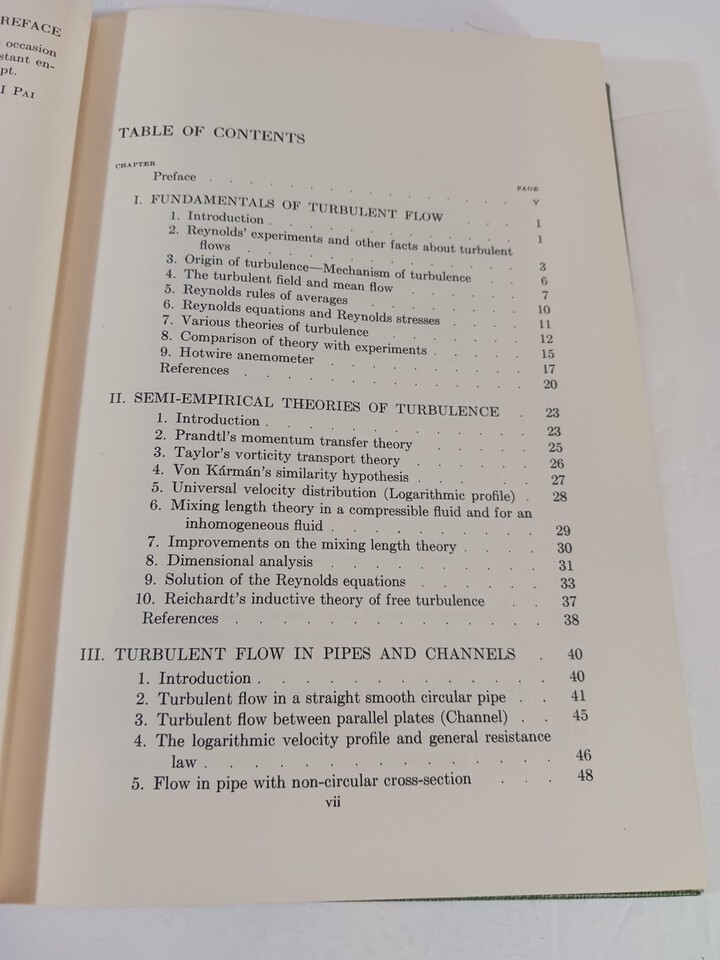 REFACE
occasion
stant en-
pt.
I PAI
TABLE OF CONTENTS
CHAPTER
PAGE
Preface . . . . . . . . . . . . . v
I. FUNDAMENTALS OF TURBULENT FLOW . . . 1
1. Introduction . . . . . . . . . . . 1
2. Reynolds' experiments and other facts about turbulent
flows . . . . . . . . . . . . 3
3. Origin of turbulence—Mechanism of turbulence . . 6
4. The turbulent field and mean flow . . . . . 7
5. Reynolds rules of averages . . . . . . 10
6. Reynolds equations and Reynolds stresses . . . . 11
7. Various theories of turbulence . . . . . . 12
8. Comparison of theory with experiments . . . . . 15
9. Hotwire anemometer . . . . . . . . 17
References . . . . . . . . . . . . 20
II. SEMI-EMPIRICAL THEORIES OF TURBULENCE . 23
1. Introduction . . . . . . . . . . . 23
2. Prandtl's momentum transfer theory . . . . . 25
3. Taylor's vorticity transport theory . . . . . 26
4. Von Kármán's similarity hypothesis . . . . . 27
5. Universal velocity distribution (Logarithmic profile) . 28
6. Mixing length theory in a compressible fluid and for an
inhomogeneous fluid . . . . . . . . . 29
7. Improvements on the mixing length theory . . . . 30
8. Dimensional analysis . . . . . . . . . 31
9. Solution of the Reynolds equations . . . . . 33
10. Reichardt's inductive theory of free turbulence . . 37
References . . . . . . . . . . . . 38
III. TURBULENT FLOW IN PIPES AND CHANNELS . 40
1. Introduction . . . . . . . . . . . . 40
2. Turbulent flow in a straight smooth circular pipe . . 41
3. Turbulent flow between parallel plates (Channel) . . 45
4. The logarithmic velocity profile and general resistance
law . . . . . . . . . . . . . 46
5. Flow in pipe with non-circular cross-section . . . 48
vii